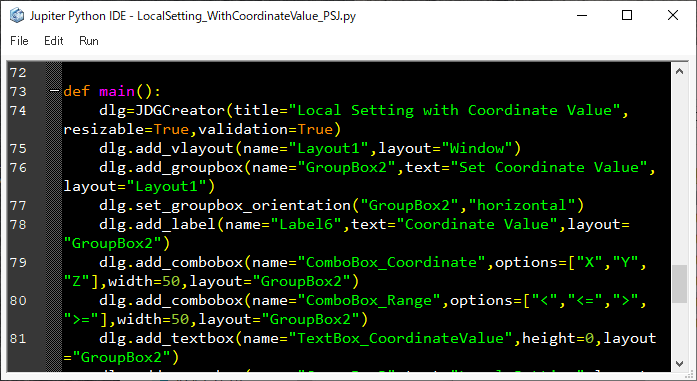 Jupiter Python IDE - LocalSetting_WithCoordinateValue_PSJ.py
File Edit Run
72
73 def main():
74 dlg=JDGCreator(title="Local Setting with Coordinate Value",
resizable=True,validation=True)
75 dlg.add_vlayout(name="Layout1",layout="Window")
76 dlg.add_groupbox(name="GroupBox2",text="Set Coordinate Value",
layout="Layout1")
77 dlg.set_groupbox_orientation("GroupBox2","horizontal")
78 dlg.add_label(name="Label6",text="Coordinate Value",layout=
"GroupBox2")
79 dlg.add_combobox(name="ComboBox_Coordinate",options=["X","Y",
"Z"],width=50,layout="GroupBox2")
80 dlg.add_combobox(name="ComboBox_Range",options=["<","<=",">",
">="],width=50,layout="GroupBox2")
81 dlg.add_textbox(name="TextBox_CoordinateValue",height=0,layout
="GroupBox2")